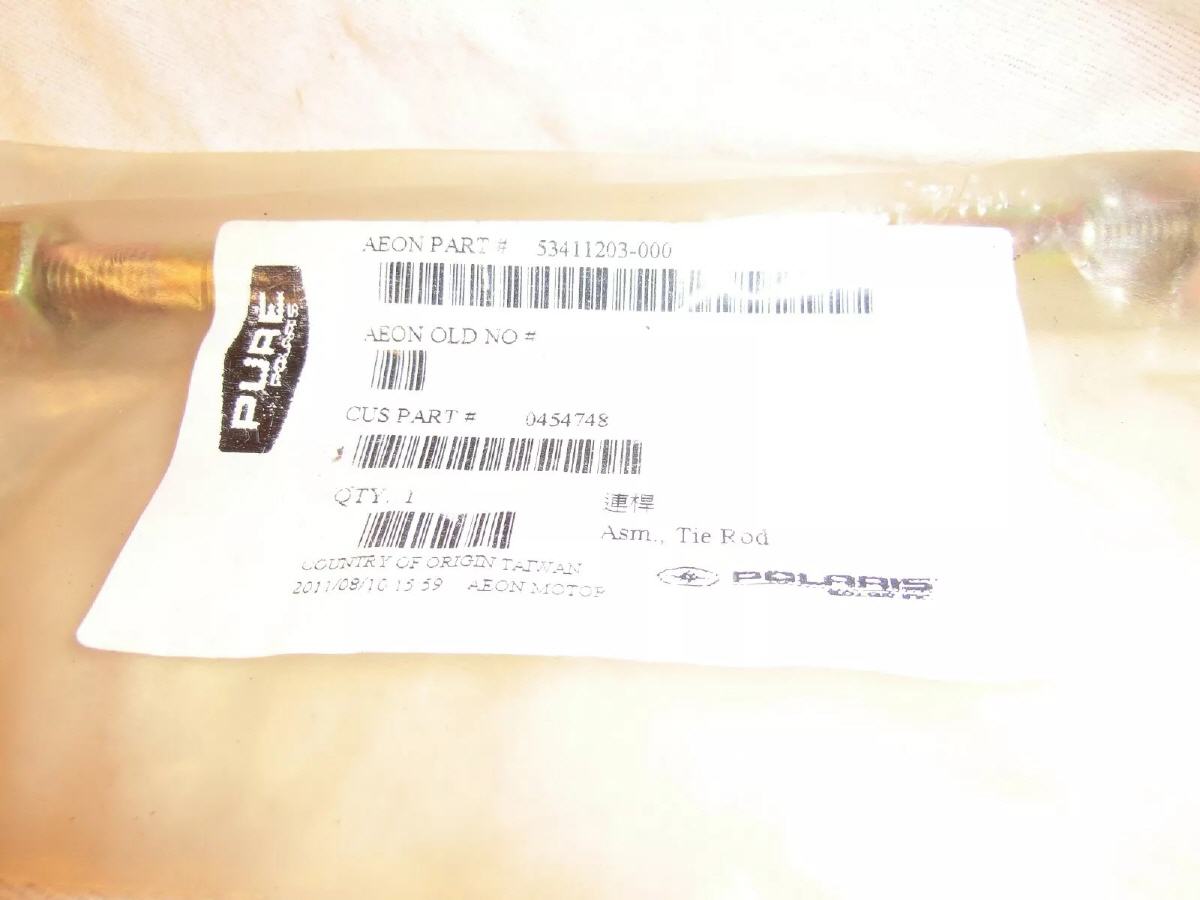 AEON PART # 53411203-000
PURE
POLARIS
AEON OLD NO #
CUS PART # 0454748
QTY. 1
連桿
Asm., Tie Rod
COUNTRY OF ORIGIN TAIWAN
2011/08/10 15 59 AEON MOTOR
POLARIS